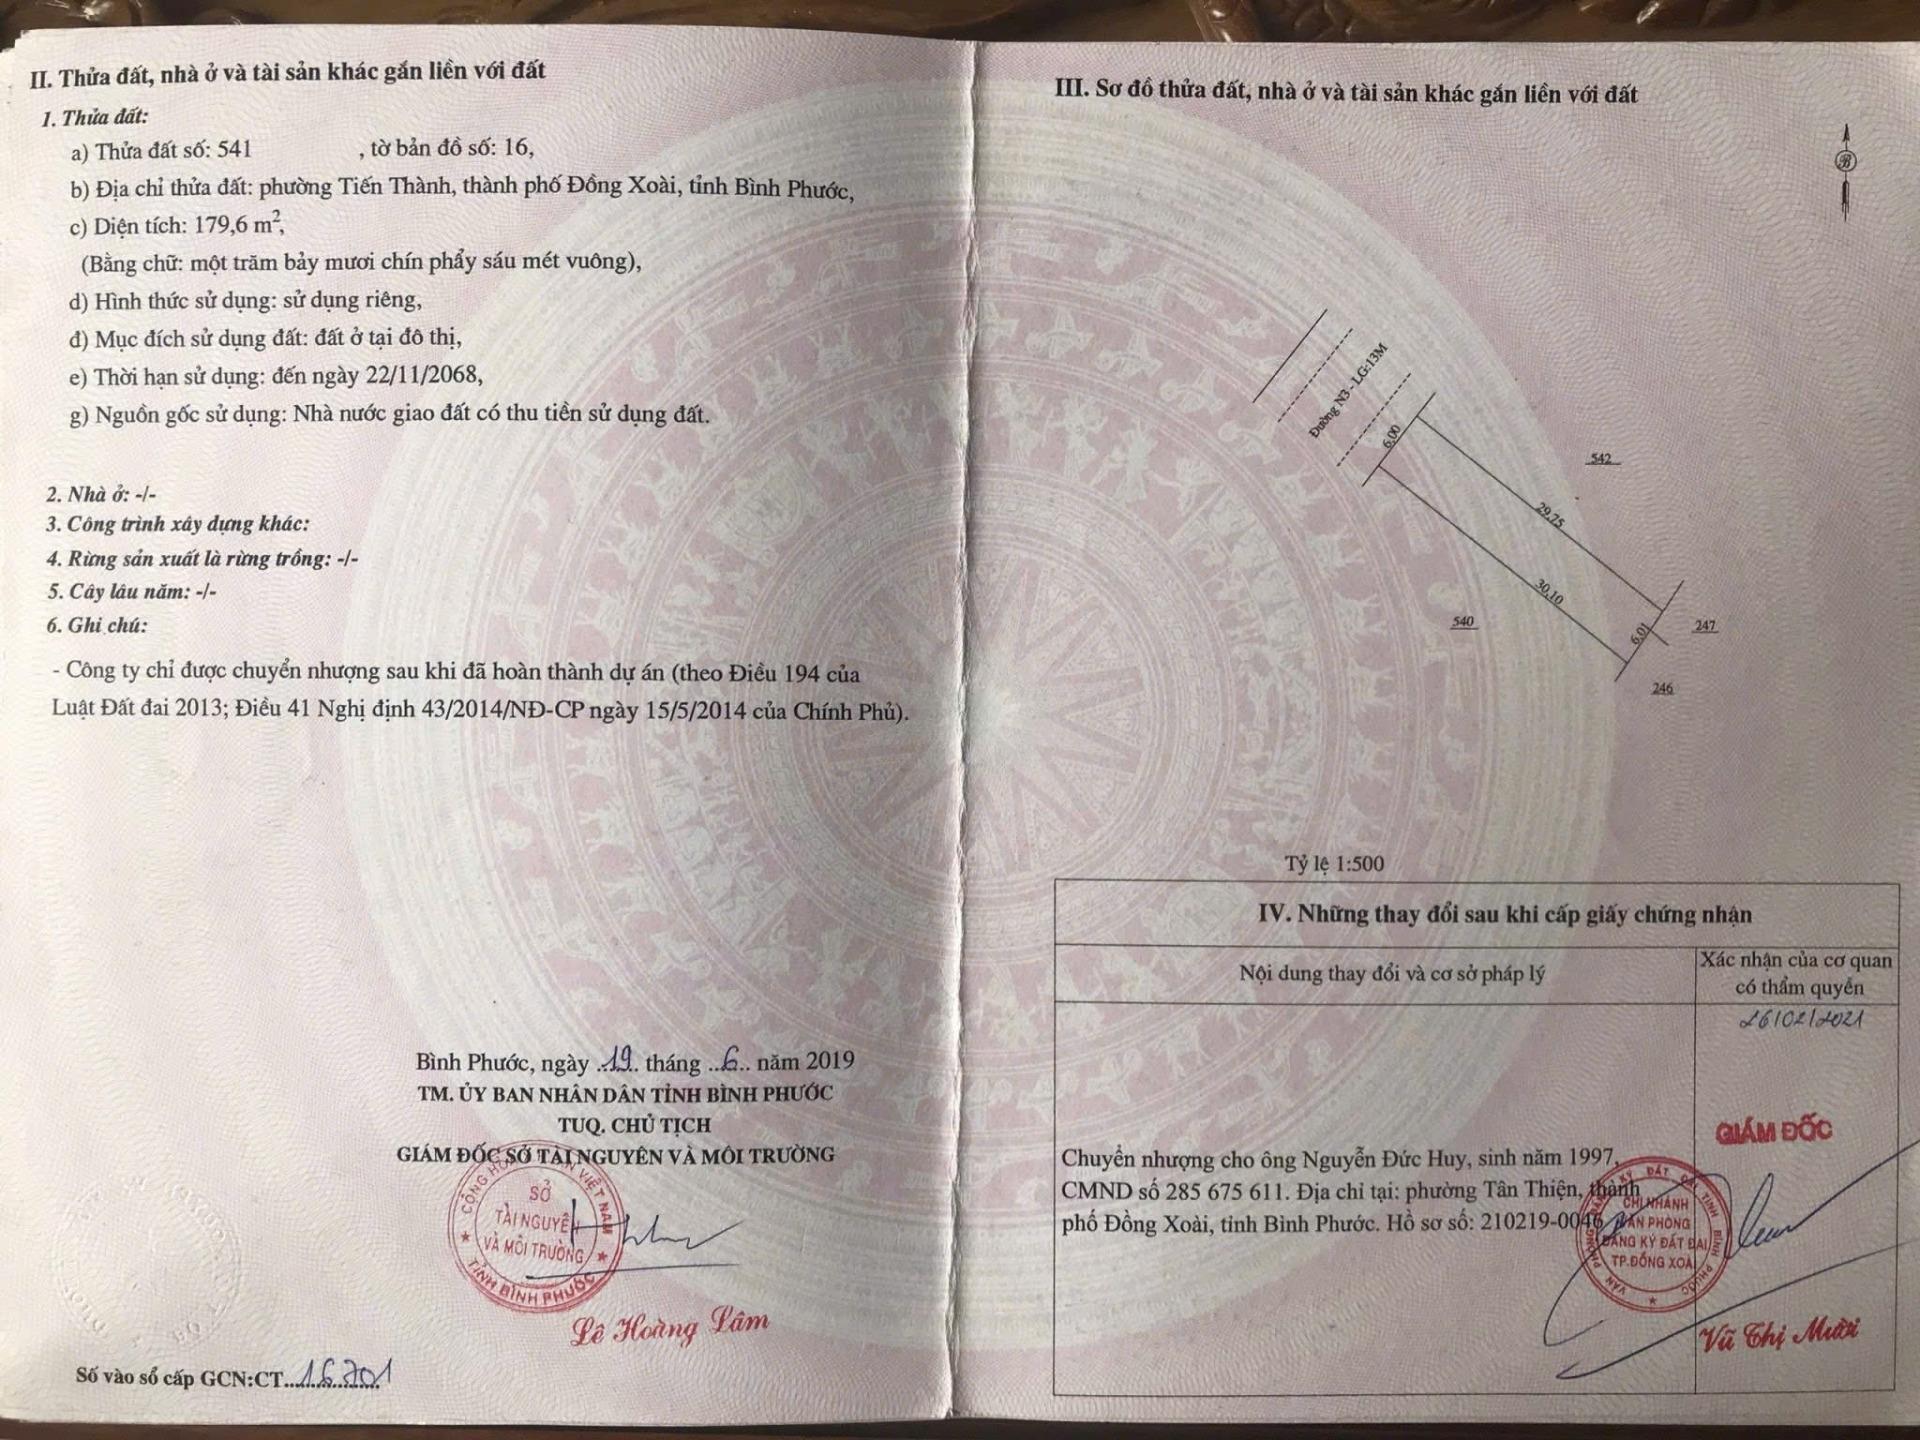 II. Thửa đất, nhà ở và tài sản khác gắn liền với đất
1. Thửa đất:
a) Thửa đất số: 541 , tờ bản đồ số: 16,
b) Địa chỉ thửa đất: phường Tiến Thành, thành phố Đồng Xoài, tỉnh Bình Phước,
c) Diện tích: 179,6 m²,
(Bằng chữ: một trăm bảy mươi chín phẩy sáu mét vuông),
d) Hình thức sử dụng: sử dụng riêng,
đ) Mục đích sử dụng đất: đất ở tại đô thị,
e) Thời hạn sử dụng: đến ngày 22/11/2068,
g) Nguồn gốc sử dụng: Nhà nước giao đất có thu tiền sử dụng đất.
2. Nhà ở: -/-
3. Công trình xây dựng khác:
4. Rừng sản xuất là rừng trồng: -/-
5. Cây lâu năm: -/-
6. Ghi chú:
- Công ty chỉ được chuyển nhượng sau khi đã hoàn thành dự án (theo Điều 194 của
Luật Đất đai 2013; Điều 41 Nghị định 43/2014/NĐ-CP ngày 15/5/2014 của Chính Phủ).
Bình Phước, ngày ..19.. tháng ..6.. năm 2019
TM. ỦY BAN NHÂN DÂN TỈNH BÌNH PHƯỚC
TUQ. CHỦ TỊCH
GIÁM ĐỐC SỞ TÀI NGUYÊN VÀ MÔI TRƯỜNG
SỞ
TÀI NGUYÊN
VÀ MÔI TRƯỜNG
TỈNH BÌNH PHƯỚC
Lê Hoàng Lâm
Số vào sổ cấp GCN:CT...16701
III. Sơ đồ thửa đất, nhà ở và tài sản khác gắn liền với đất
B
Đường N3 - LG:13M
6,00
542
29,75
30,10
540
6,01
247
246
Tỷ lệ 1:500
IV. Những thay đổi sau khi cấp giấy chứng nhận
Nội dung thay đổi và cơ sở pháp lý
Xác nhận của cơ quan
có thẩm quyền
26/02/2021
GIÁM ĐỐC
Chuyển nhượng cho ông Nguyễn Đức Huy, sinh năm 1997,
CMND số 285 675 611. Địa chỉ tại: phường Tân Thiện, thành
phố Đồng Xoài, tỉnh Bình Phước. Hồ sơ số: 210219-0046
CHI NHÁNH
VĂN PHÒNG
ĐĂNG KÝ ĐẤT ĐAI
TP.ĐỒNG XOÀI
Vũ Thị Mười